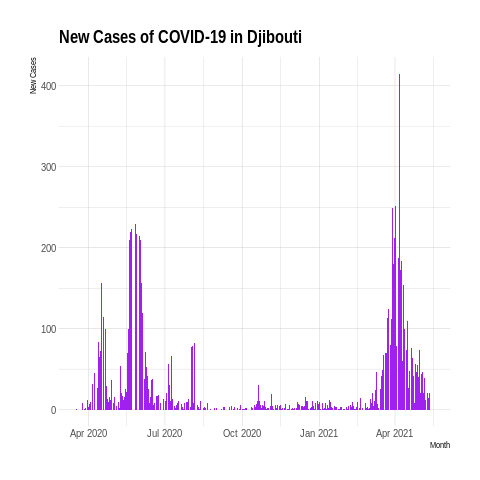 New Cases of COVID-19 in Djibouti
New Cases
400
300
200
100
0
Apr 2020 Jul 2020 Oct 2020 Jan 2021 Apr 2021
Month